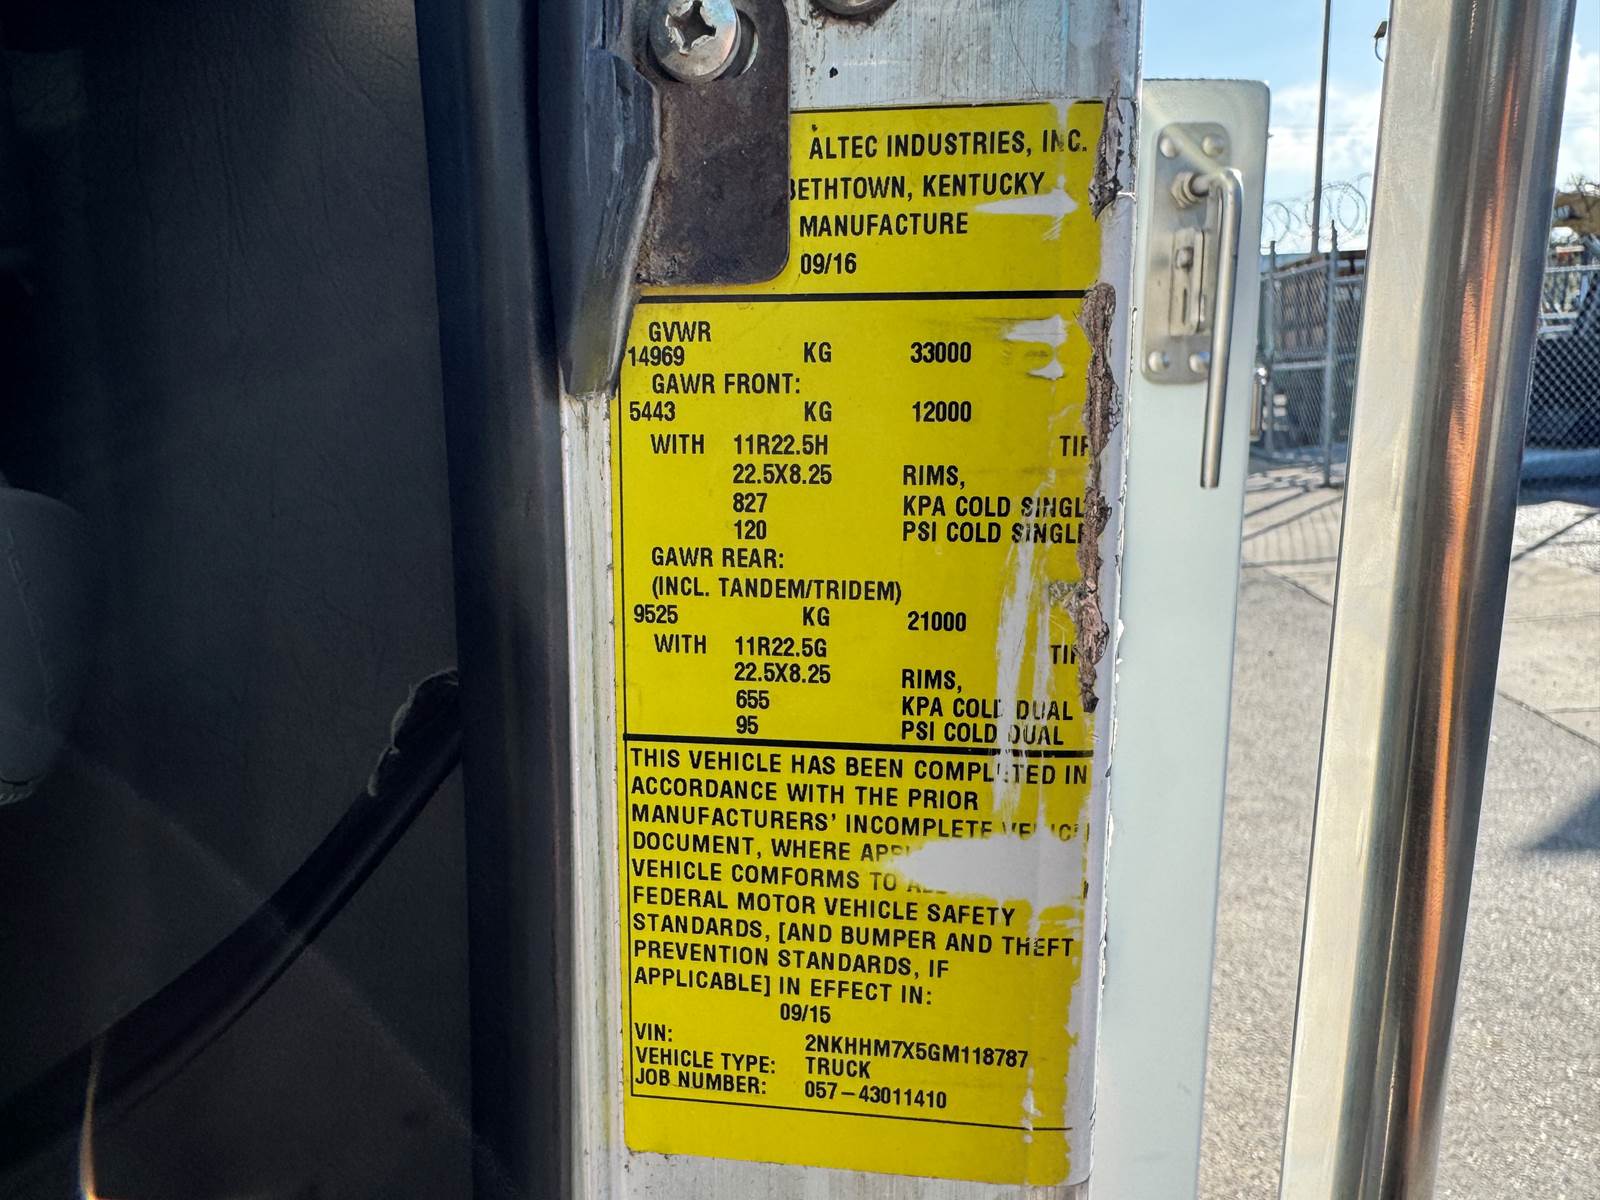 ALTEC INDUSTRIES, INC.
BETHTOWN, KENTUCKY
MANUFACTURE
09/16
GVWR
14969 KG 33000
GAWR FRONT:
5443 KG 12000
WITH 11R22.5H
22.5X8.25 RIMS,
827 KPA COLD SINGLE
120 PSI COLD SINGLE
GAWR REAR:
(INCL. TANDEM/TRIDEM)
9525 KG 21000
WITH 11R22.5G
22.5X8.25 RIMS,
655 KPA COLD DUAL
95 PSI COLD DUAL
THIS VEHICLE HAS BEEN COMPLETED IN
ACCORDANCE WITH THE PRIOR
MANUFACTURERS' INCOMPLETE VEHICLE
DOCUMENT, WHERE
VEHICLE COMFORMS TO
FEDERAL MOTOR VEHICLE SAFETY
STANDARDS, [AND BUMPER AND THEFT
PREVENTION STANDARDS, IF
APPLICABLE] IN EFFECT IN:
09/15
VIN: 2NKHHM7X5GM118787
VEHICLE TYPE: TRUCK
JOB NUMBER: 057-43011410